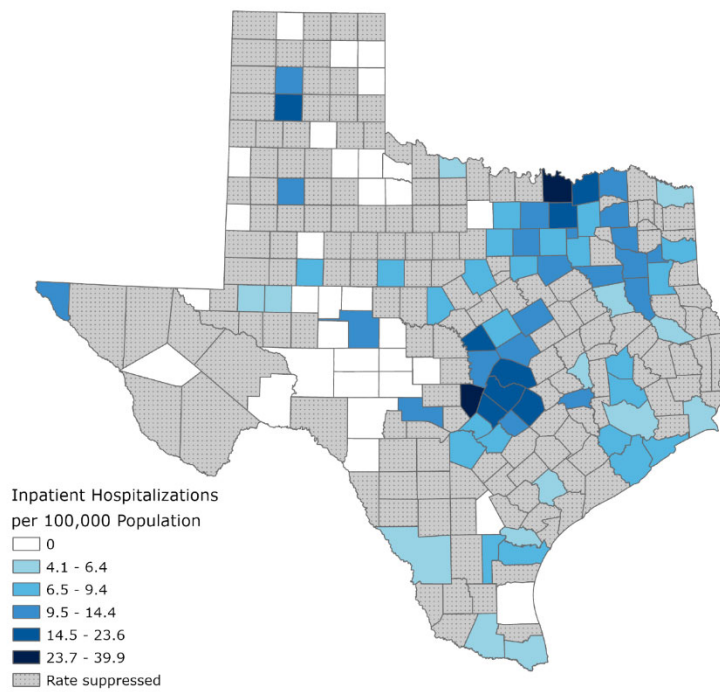 Inpatient Hospitalizations
per 100,000 Population
0
4.1 - 6.4
6.5 - 9.4
9.5 - 14.4
14.5 - 23.6
23.7 - 39.9
Rate suppressed